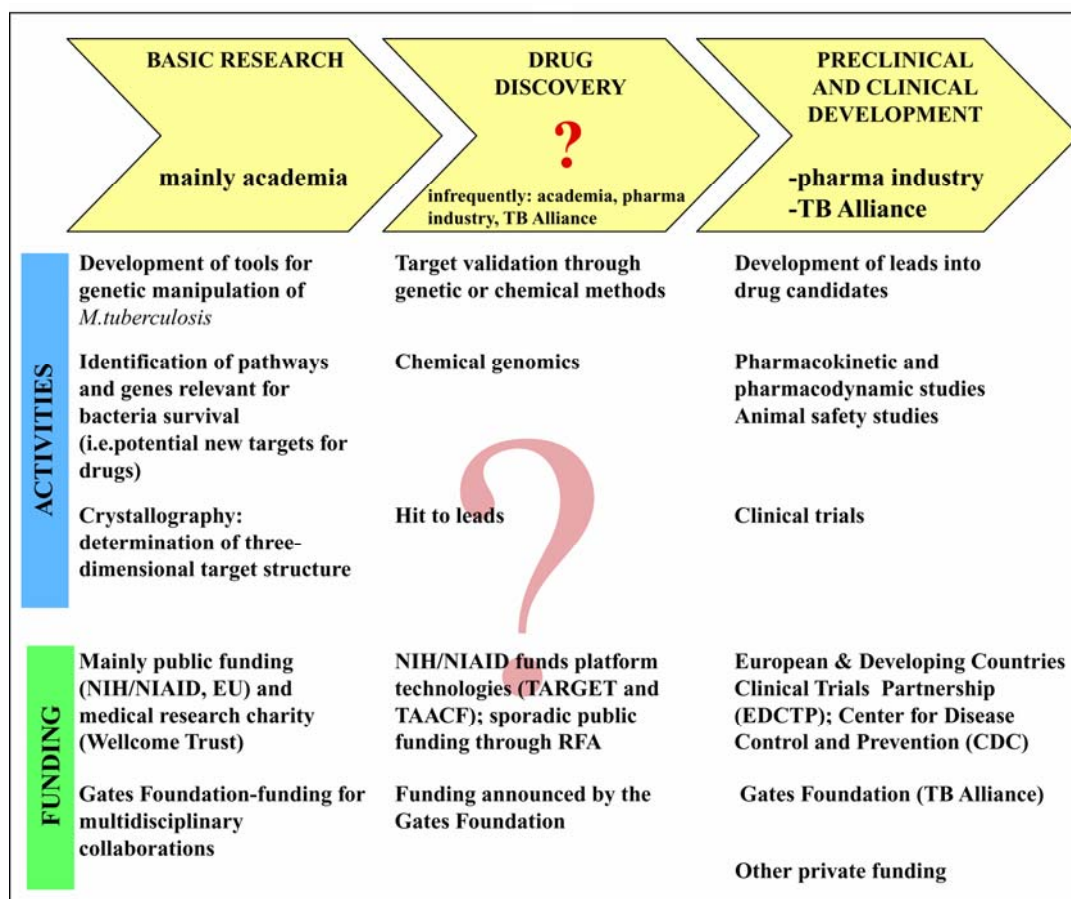 BASIC RESEARCH
mainly academia
DRUG
DISCOVERY
?
infrequently: academia, pharma
industry, TB Alliance
PRECLINICAL
AND CLINICAL
DEVELOPMENT
-pharma industry
-TB Alliance
ACTIVITIES
Development of tools for
genetic manipulation of
M.tuberculosis
Identification of pathways
and genes relevant for
bacteria survival
(i.e.potential new targets for
drugs)
Crystallography:
determination of three-
dimensional target structure
Target validation through
genetic or chemical methods
Chemical genomics
Hit to leads
?
Development of leads into
drug candidates
Pharmacokinetic and
pharmacodynamic studies
Animal safety studies
Clinical trials
FUNDING
Mainly public funding
(NIH/NIAID, EU) and
medical research charity
(Wellcome Trust)
Gates Foundation-funding for
multidisciplinary
collaborations
NIH/NIAID funds platform
technologies (TARGET and
TAACF); sporadic public
funding through RFA
Funding announced by the
Gates Foundation
European & Developing Countries
Clinical Trials Partnership
(EDCTP); Center for Disease
Control and Prevention (CDC)
Gates Foundation (TB Alliance)
Other private funding